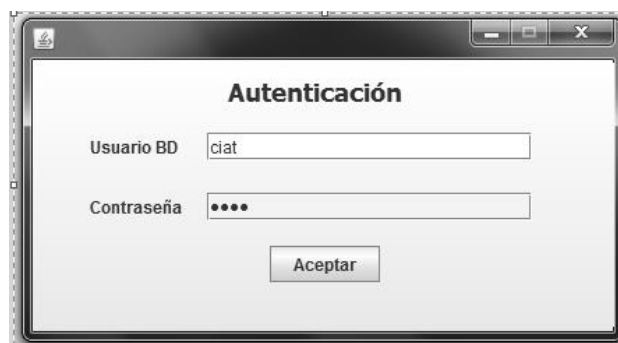 Autenticación
Usuario BD ciat
Contraseña ••••
Aceptar